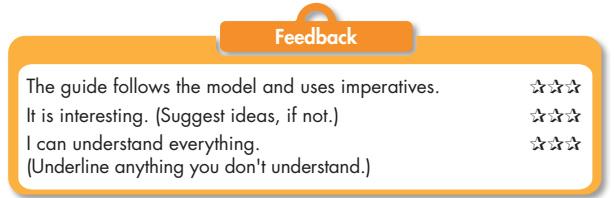 Feedback
The guide follows the model and uses imperatives. ☆☆☆
It is interesting. (Suggest ideas, if not.) ☆☆☆
I can understand everything. ☆☆☆
(Underline anything you don't understand.)